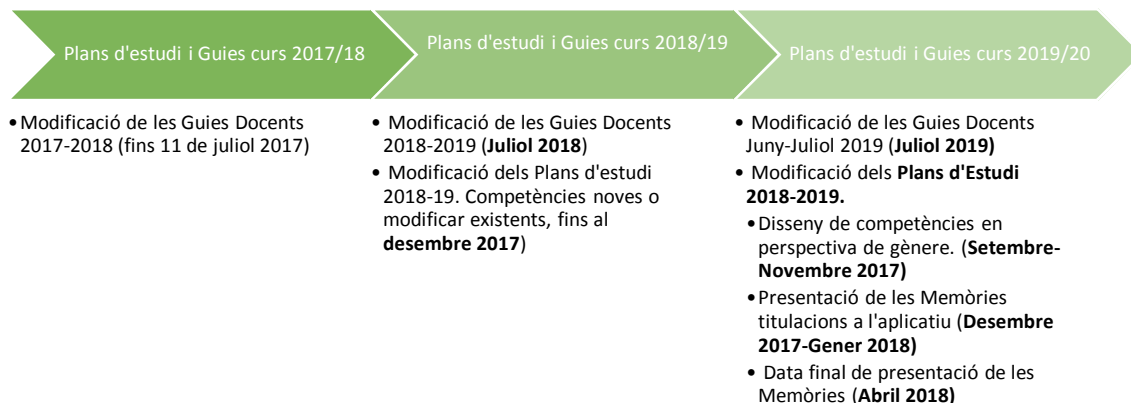 Plans d'estudi i Guies curs 2017/18
Plans d'estudi i Guies curs 2018/19
Plans d'estudi i Guies curs 2019/20
•Modificació de les Guies Docents
2017-2018 (fins 11 de juliol 2017)
• Modificació de les Guies Docents
2018-2019 (Juliol 2018)
• Modificació dels Plans d'estudi
2018-19. Competències noves o
modificar existents, fins al
desembre 2017)
• Modificació de les Guies Docents
Juny-Juliol 2019 (Juliol 2019)
• Modificació dels Plans d'Estudi
2018-2019.
•Disseny de competències en
perspectiva de gènere. (Setembre-
Novembre 2017)
•Presentació de les Memòries
titulacions a l'aplicatiu (Desembre
2017-Gener 2018)
• Data final de presentació de les
Memòries (Abril 2018)